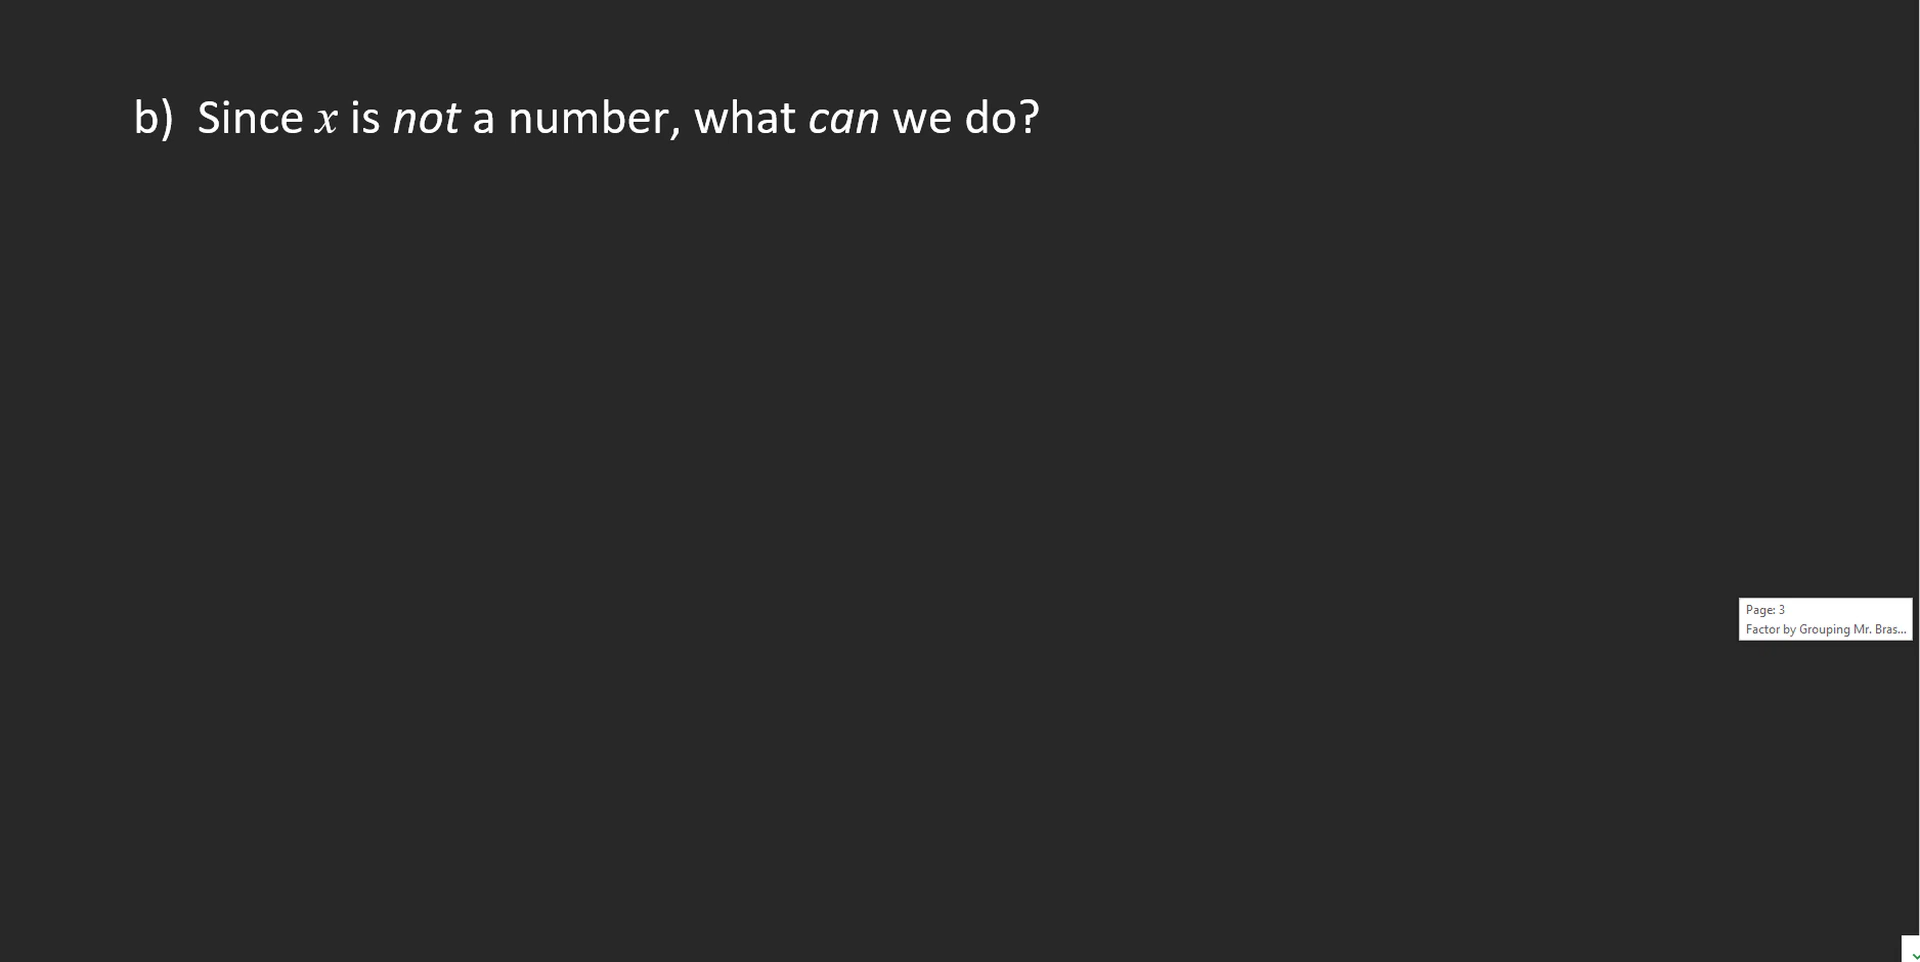 b) Since x is not a number, what can we do?
Page: 3
Factor by Grouping Mr. Bras...